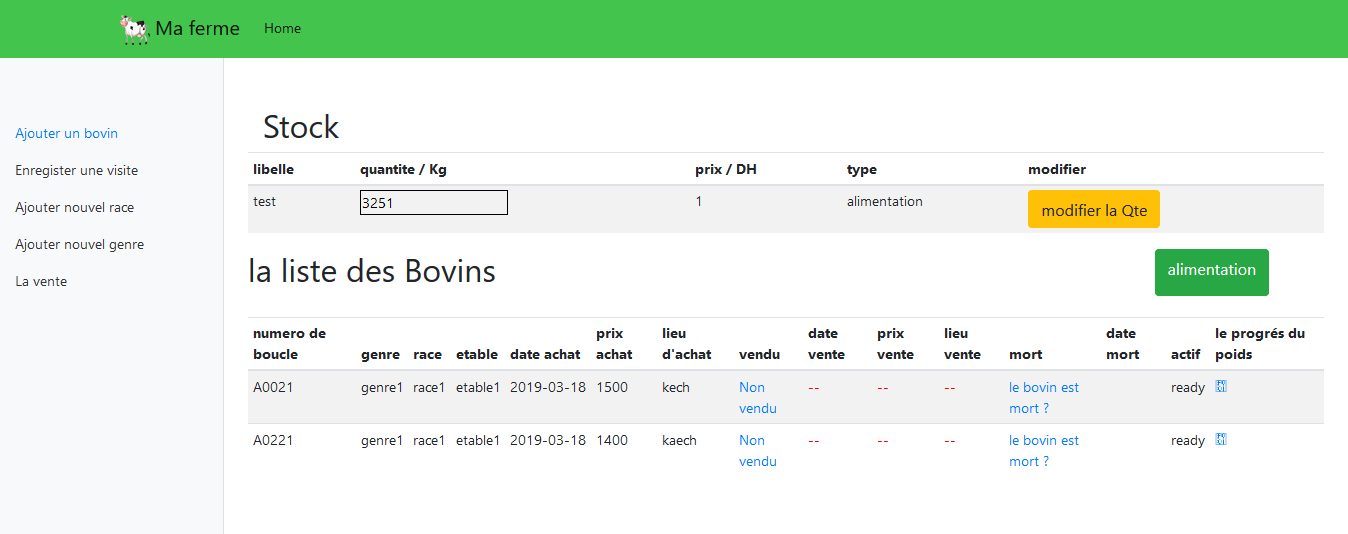 Ma ferme Home
Ajouter un bovin
Enregister une visite
Ajouter nouvel race
Ajouter nouvel genre
La vente
Stock
libelle quantite / Kg prix / DH type modifier
test 3251 1 alimentation modifier la Qte
la liste des Bovins alimentation
numero de boucle genre race etable date achat prix achat lieu d'achat vendu date vente prix vente lieu vente mort date mort actif le progrés du poids
A0021 genre1 race1 etable1 2019-03-18 1500 kech Non vendu -- -- -- le bovin est mort ? ready
A0221 genre1 race1 etable1 2019-03-18 1400 kaech Non vendu -- -- -- le bovin est mort ? ready